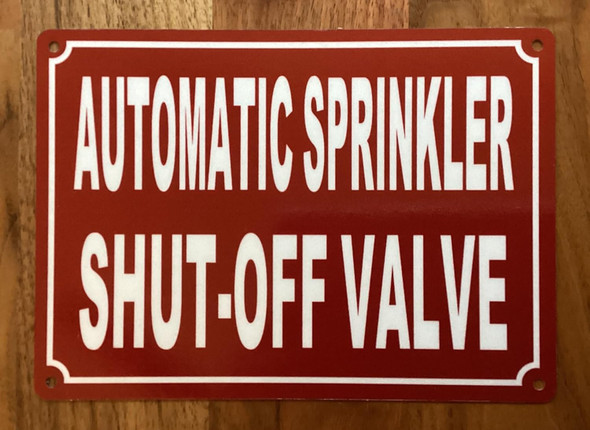 AUTOMATIC SPRINKLER
SHUT-OFF VALVE